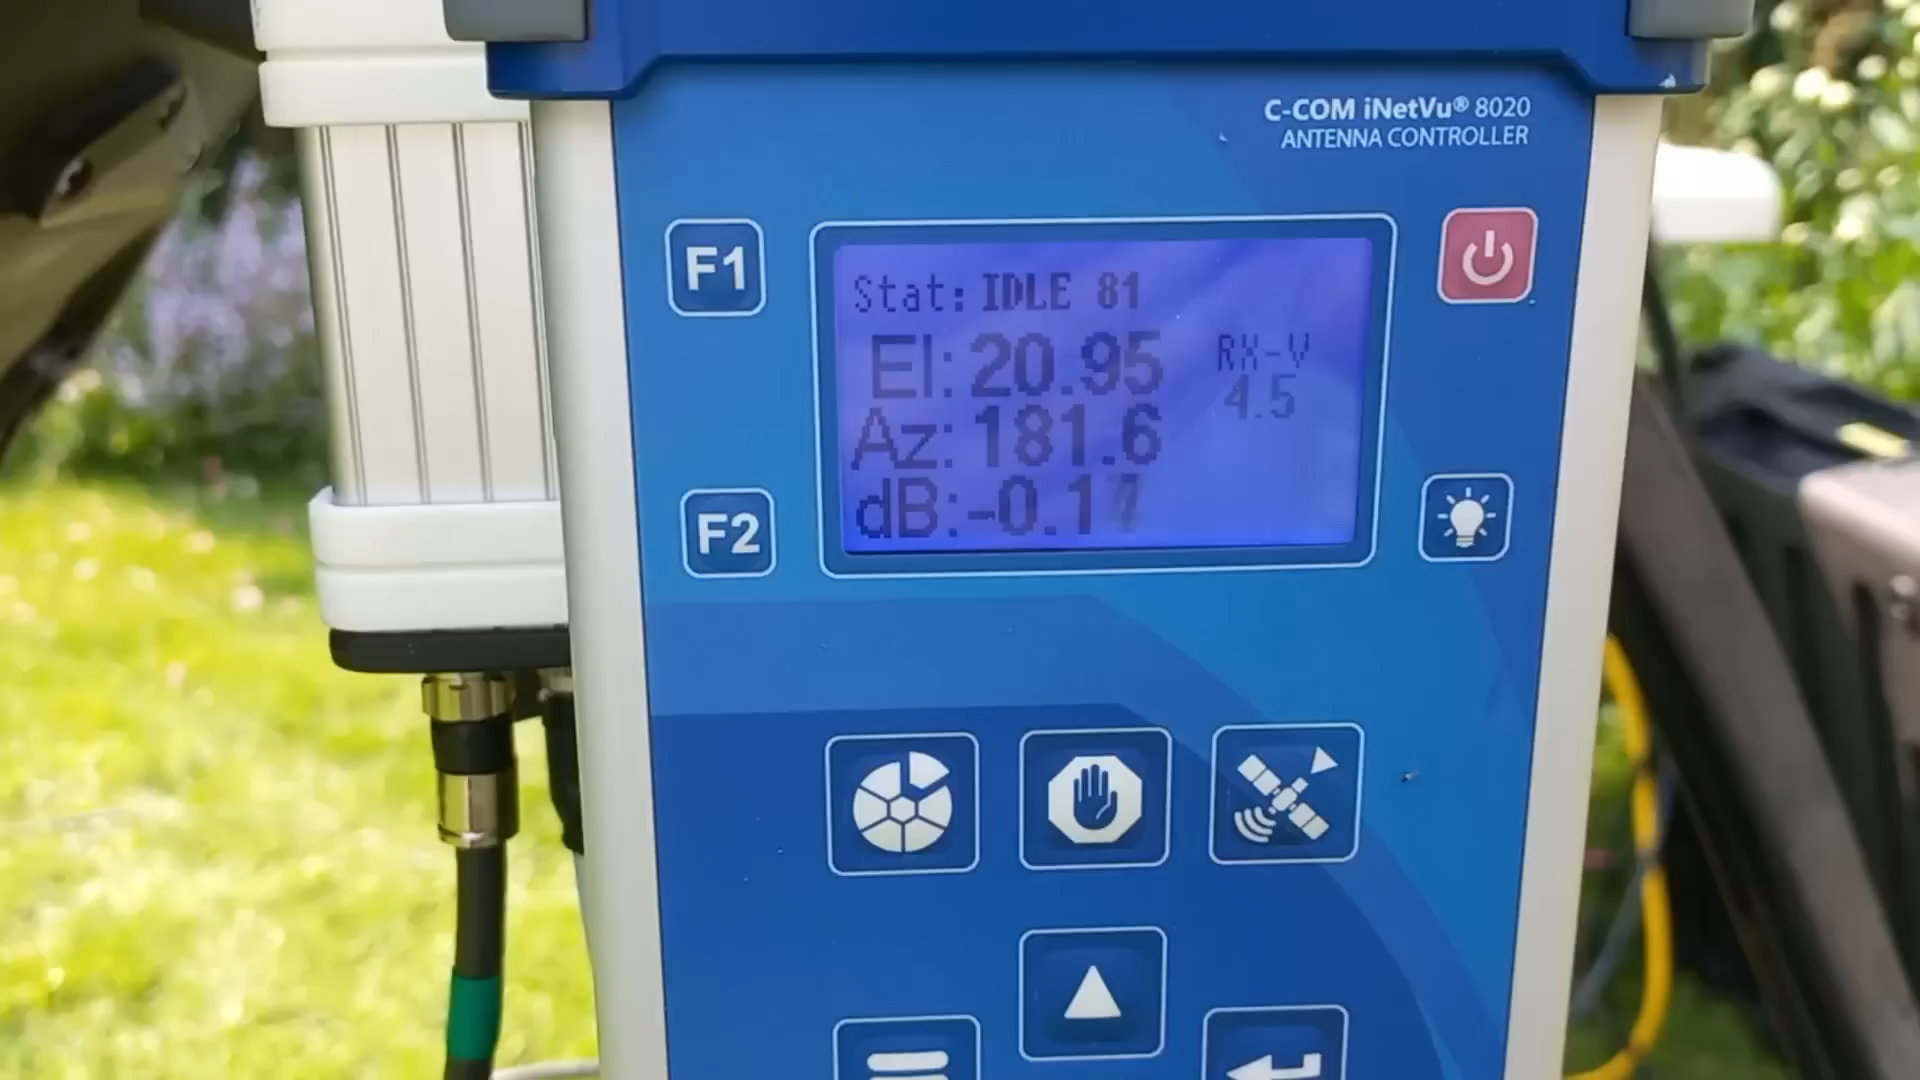 C-COM iNetVu® 8020
ANTENNA CONTROLLER
F1
Stat: IDLE 81
El: 20.95
RX-V
4.5
Az: 181.6
dB: -0.1
F2